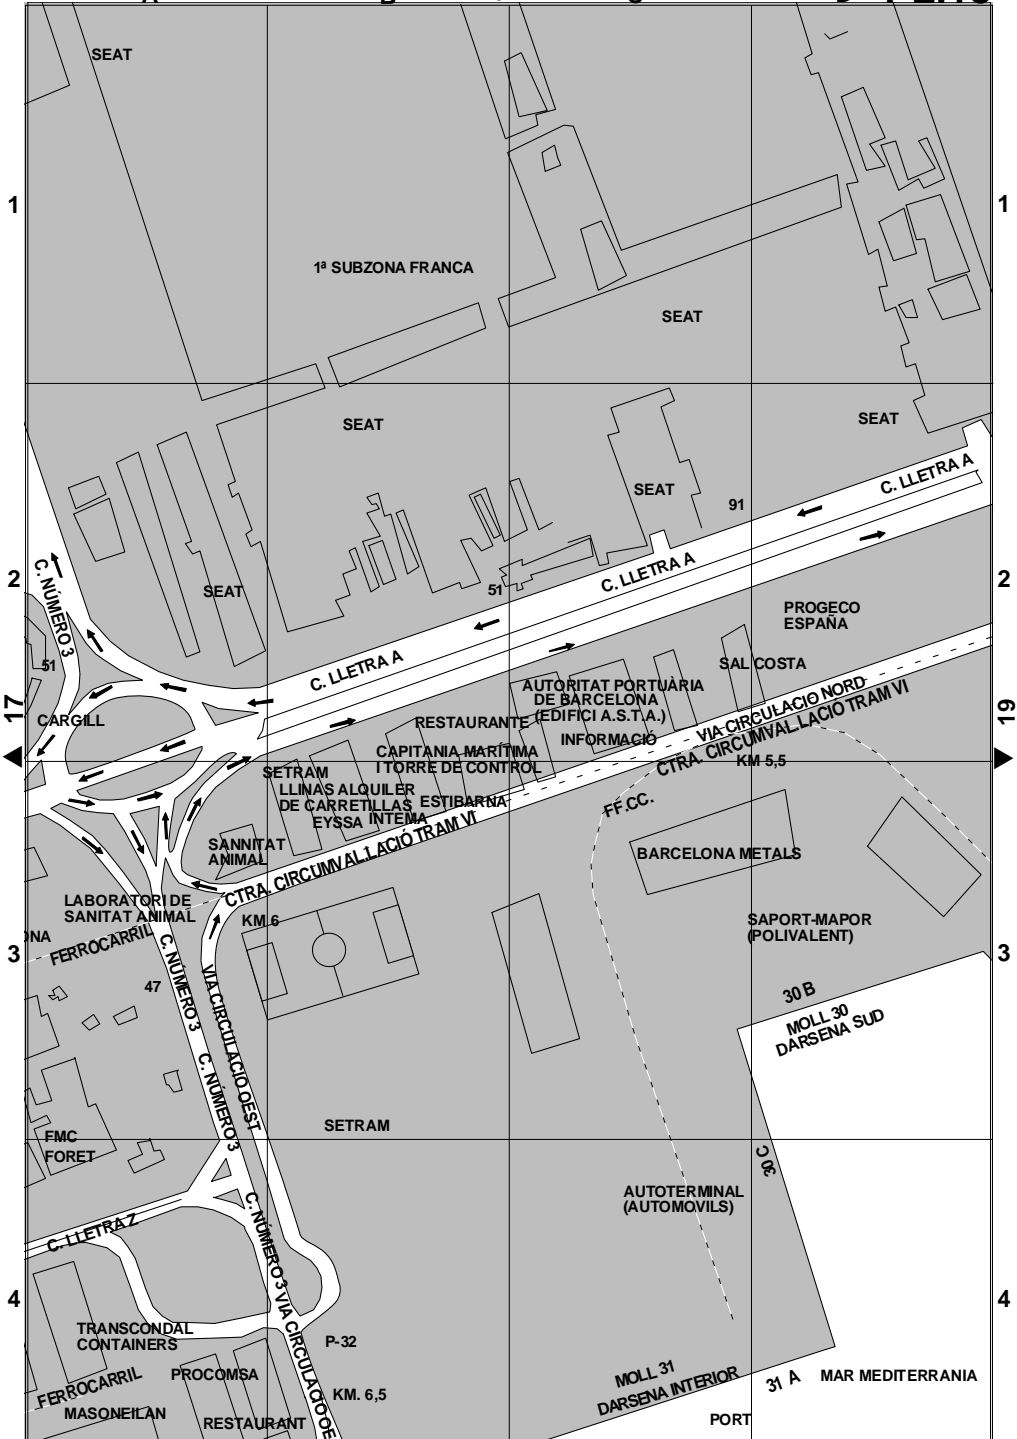 SEAT
1
1
1ª SUBZONA FRANCA
SEAT
SEAT
SEAT
SEAT
C. LLETRA A
91
C. NÚMERO 3
2
2
SEAT
51
C. LLETRA A
PROGECO
ESPAÑA
51
C. LLETRA A
SAL COSTA
17
CARGILL
AUTORITAT PORTUÀRIA
DE BARCELONA
(EDIFICI A.S.T.A.)
VIA CIRCULACIO NORD
19
RESTAURANTE
INFORMACIÓ
CTRA. CIRCUMVAL.LACIÓ TRAM VI
CAPITANIA MARÍTIMA
I TORRE DE CONTROL
KM 5,5
SETRAM
LLINAS ALQUILER
DE CARRETILLAS
ESTIBARNA
EYSSA
INTEMA
FF.CC.
SANNITAT
ANIMAL
CTRA. CIRCUMVAL.LACIÓ TRAM VI
BARCELONA METALS
LABORATORI DE
SANITAT ANIMAL
KM 6
SAPORT-MAPOR
(POLIVALENT)
ONA
FERROCARRIL
3
3
C. NÚMERO 3
VIA CIRCULACIO OEST
47
30 B
MOLL 30
DARSENA SUD
C. NÚMERO 3
SETRAM
FMC
FORET
30 C
AUTOTERMINAL
(AUTOMOVILS)
C. LLETRA Z
C. NÚMERO 3
4
4
VIA CIRCULACIO OE
TRANSCONDAL
CONTAINERS
P-32
PROCOMSA
FERROCARRIL
MOLL 31
DARSENA INTERIOR
31 A
MAR MEDITERRANIA
KM. 6,5
MASONEILAN
RESTAURANT
PORT